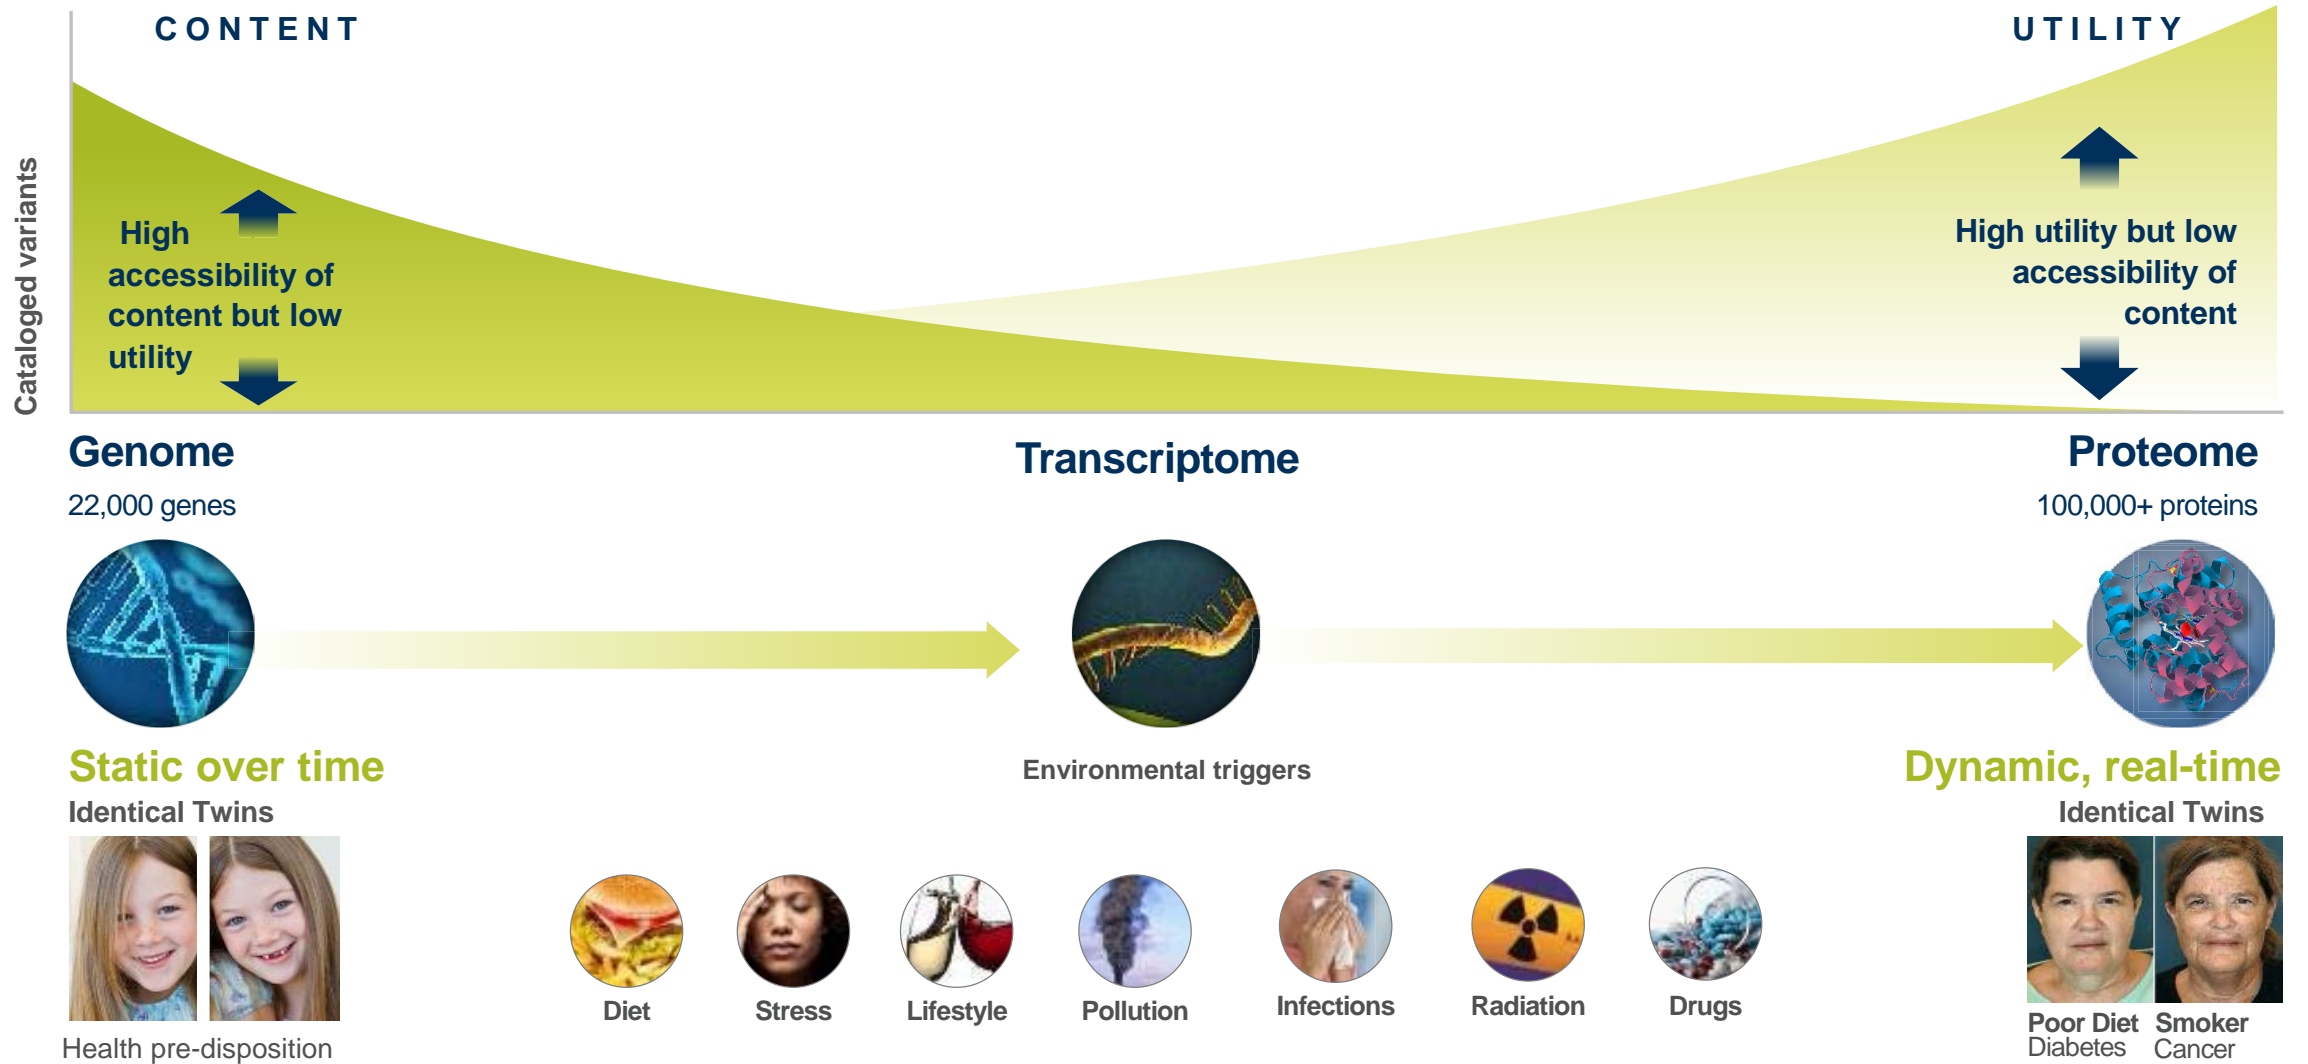 CONTENT
UTILITY
Cataloged variants
High
accessibility of
content but low
utility
High utility but low
accessibility of
content
Genome
22,000 genes
Transcriptome
Proteome
100,000+ proteins
Static over time
Identical Twins
Health pre-disposition
Environmental triggers
Diet
Stress
Lifestyle
Pollution
Infections
Radiation
Drugs
Dynamic, real-time
Identical Twins
Poor Diet
Diabetes
Smoker
Cancer